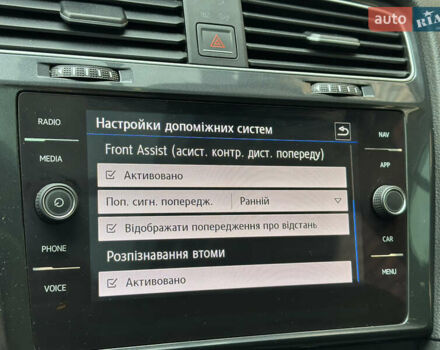 auto RIA
RADIO
MEDIA
PHONE
VOICE
Настройки допоміжних систем
Front Assist (асист. контр. дист. попереду)
Активовано
Поп. сигн. попередж. Ранній
Відображати попередження про відстань
Розпізнавання втоми
Активовано
NAV
APP
CAR
MENU